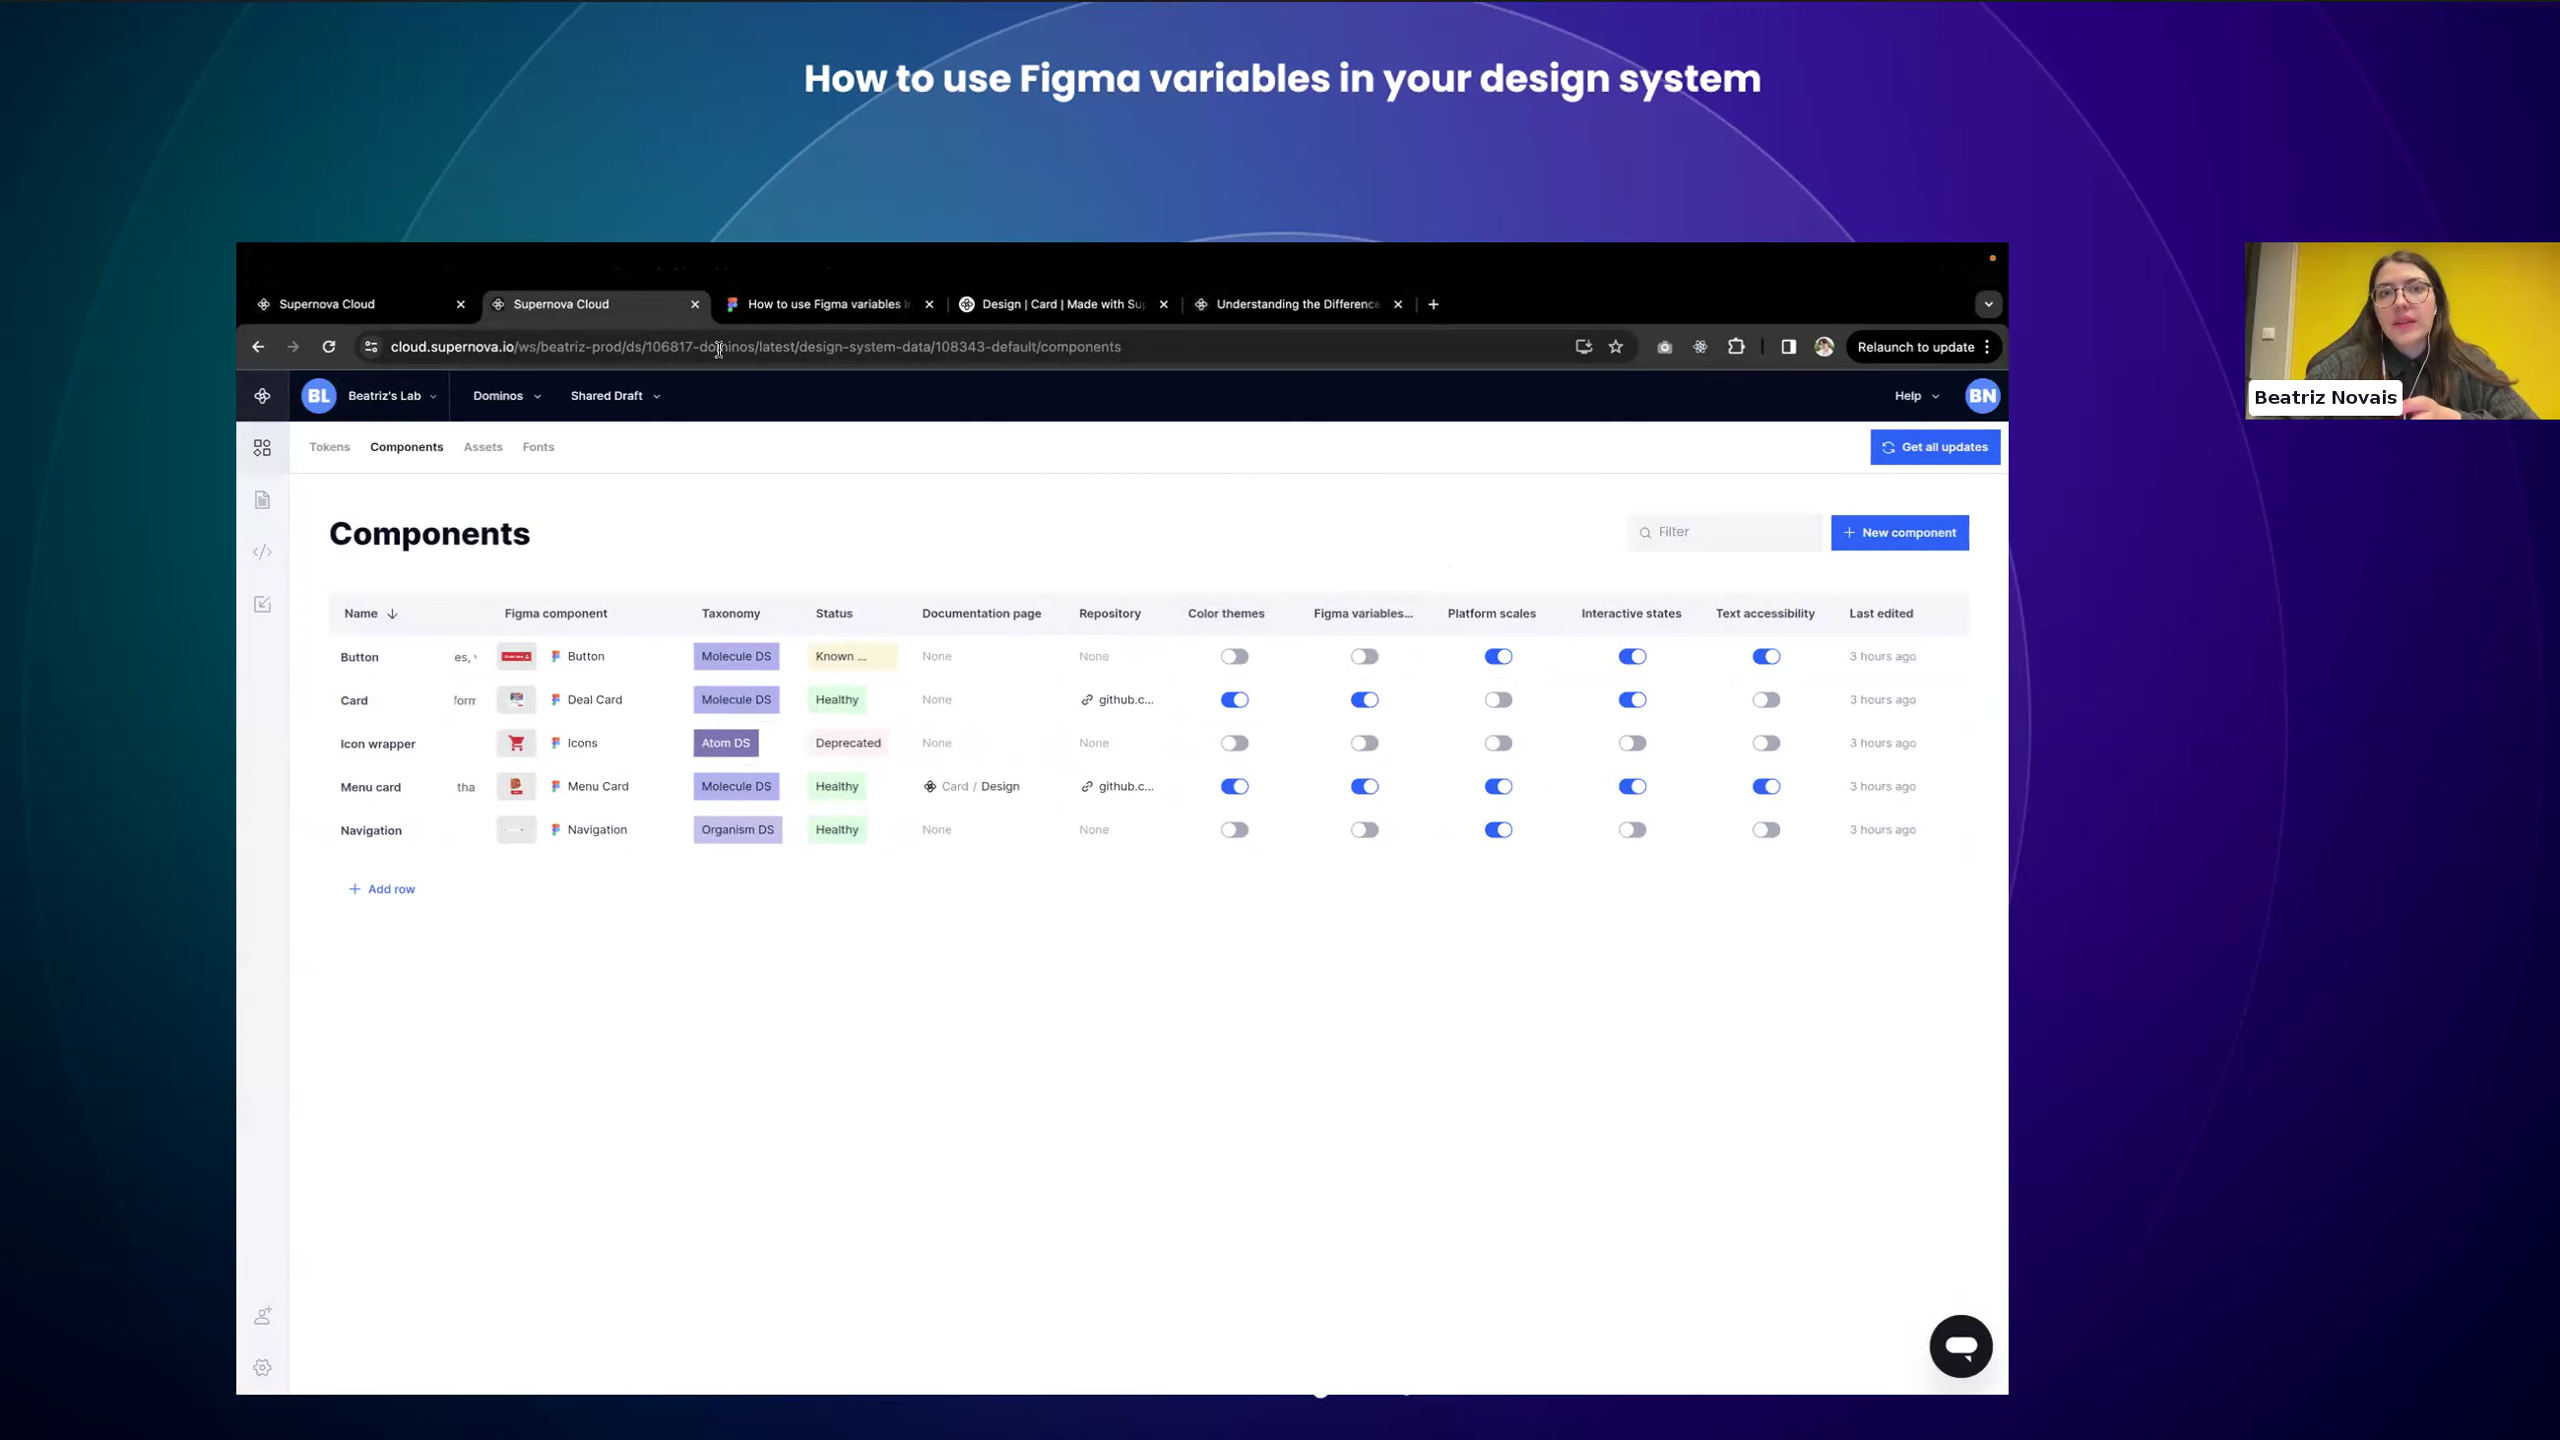 How to use Figma variables in your design system
Supernova Cloud
Supernova Cloud
How to use Figma variables i
Design | Card | Made with Su
Understanding the Difference
cloud.supernova.io/ws/beatriz-prod/ds/106817-dominos/latest/design-system-data/108343-default/components
Relaunch to update
BL Beatriz's Lab Dominos Shared Draft Help BN
Tokens Components Assets Fonts Get all updates
Components Filter New component
Name Figma component Taxonomy Status Documentation page Repository Color themes Figma variables... Platform scales Interactive states Text accessibility Last edited
Button es, Button Molecule DS Known ... None None 3 hours ago
Card form Deal Card Molecule DS Healthy None github.c... 3 hours ago
Icon wrapper Icons Atom DS Deprecated None None 3 hours ago
Menu card tha Menu Card Molecule DS Healthy Card / Design github.c... 3 hours ago
Navigation Navigation Organism DS Healthy None None 3 hours ago
Add row
Beatriz Novais